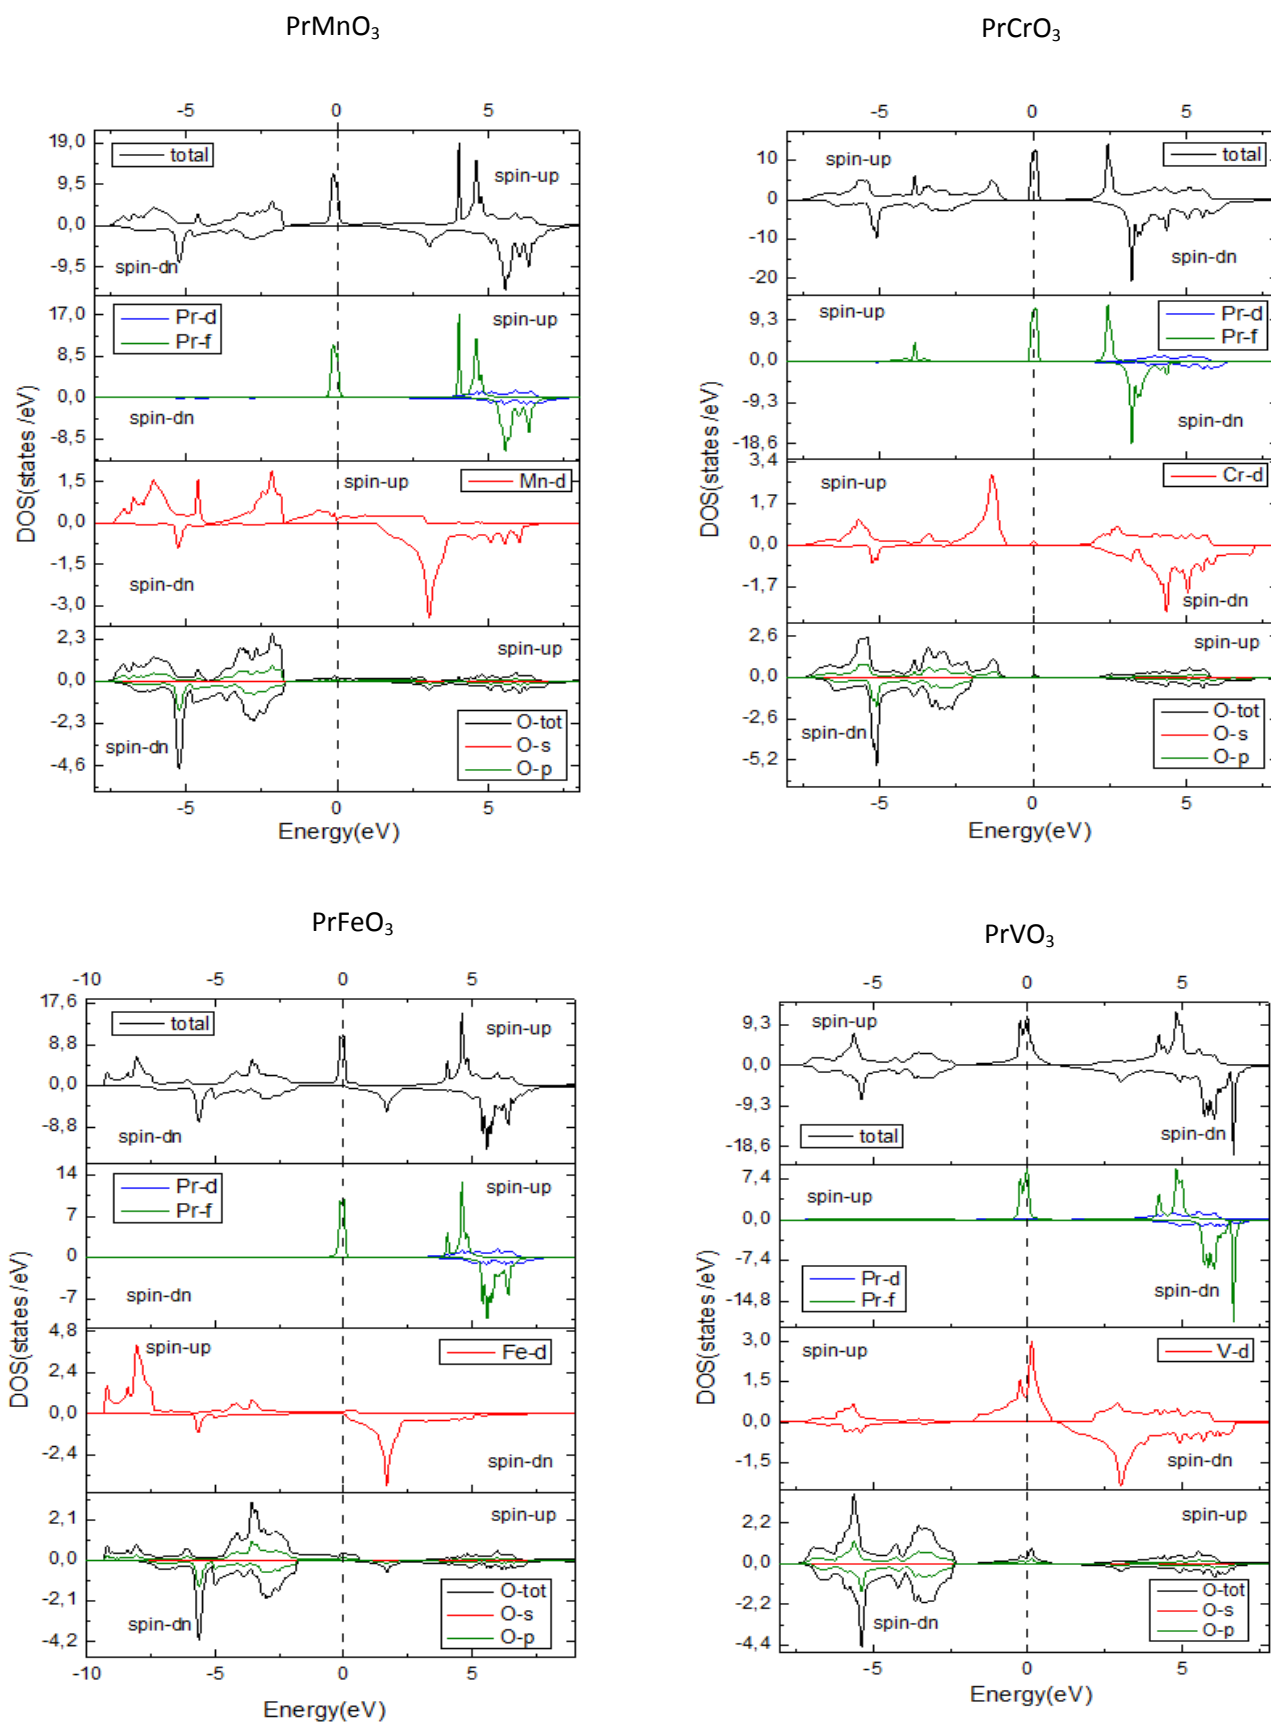 PrMnO3
-5 0 5
19,0
9,5
0,0
-9,5
total
spin-up
spin-dn
17,0
8,5
0,0
-8,5
Pr-d
Pr-f
spin-up
spin-dn
1,5
0,0
-1,5
-3,0
spin-up
Mn-d
spin-dn
2,3
0,0
-2,3
-4,6
spin-up
spin-dn
O-tot
O-s
O-p
DOS(states /eV)
-5 0 5
Energy(eV)
PrCrO3
-5 0 5
10
0
-10
-20
spin-up
total
spin-dn
9,3
0,0
-9,3
-18,6
spin-up
Pr-d
Pr-f
spin-dn
3,4
1,7
0,0
-1,7
spin-up
Cr-d
spin-dn
2,6
0,0
-2,6
-5,2
spin-up
spin-dn
O-tot
O-s
O-p
DOS(states /eV)
-5 0 5
Energy(eV)
PrFeO3
-10 -5 0 5
17,6
8,8
0,0
-8,8
total
spin-up
spin-dn
14
7
0
-7
Pr-d
Pr-f
spin-up
spin-dn
4,8
2,4
0,0
-2,4
spin-up
Fe-d
spin-dn
2,1
0,0
-2,1
-4,2
spin-up
spin-dn
O-tot
O-s
O-p
DOS(states /eV)
-10 -5 0 5
Energy(eV)
PrVO3
-5 0 5
9,3
0,0
-9,3
-18,6
spin-up
total
spin-dn
7,4
0,0
-7,4
-14,8
spin-up
Pr-d
Pr-f
spin-dn
3,0
1,5
0,0
-1,5
spin-up
V-d
spin-dn
2,2
0,0
-2,2
-4,4
spin-up
spin-dn
O-tot
O-s
O-p
DOS(states /eV)
-5 0 5
Energy(eV)